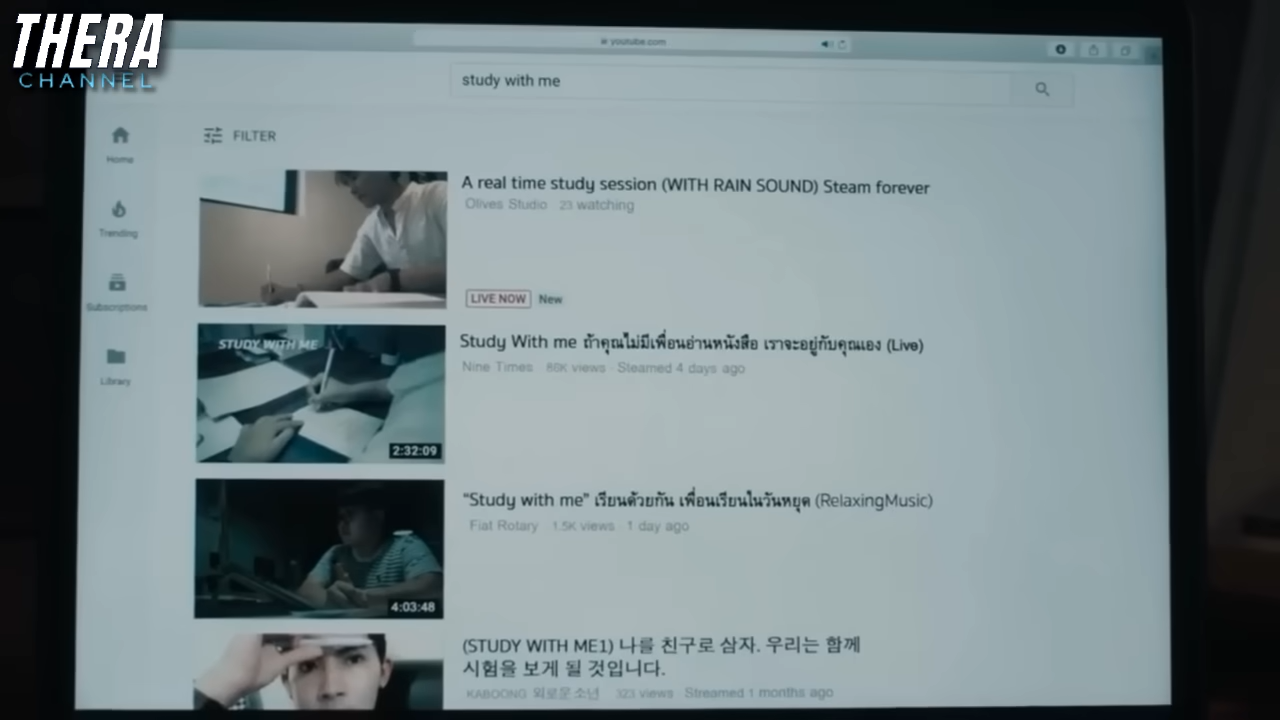 THERA
CHANNEL
youtube.com
study with me
FILTER
Home
Trending
Subscriptions
Library
A real time study session (WITH RAIN SOUND) Steam forever
Olives Studio 23 watching
LIVE NOW New
STUDY WITH ME
2:32:09
Study With me ถ้าคุณไม่มีเพื่อนอ่านหนังสือ เราจะอยู่กับคุณเอง (Live)
Nine Times 86K views · Steamed 4 days ago
4:03:48
“Study with me” เรียนด้วยกัน เพื่อนเรียนในวันหยุด (RelaxingMusic)
Fiat Rotary 1.5K views · 1 day ago
(STUDY WITH ME1) 나를 친구로 삼자. 우리는 함께
시험을 보게 될 것입니다.
KABOONG 외로운 소년 323 views · Streamed 1 months ago